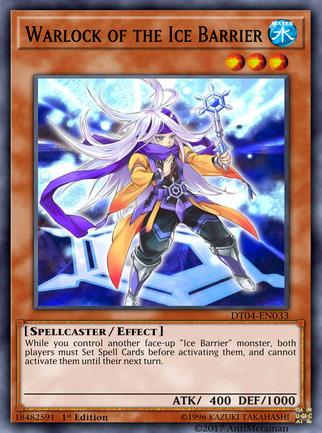 Warlock of the Ice Barrier
WATER
水
DT04-EN033
[Spellcaster / Effect]
While you control another face-up "Ice Barrier" monster, both
players must Set Spell Cards before activating them, and cannot
activate them until their next turn.
ATK/ 400 DEF/1000
18482591 1st Edition ©1996 KAZUKI TAKAHASHI
©2017 AntiMetaman